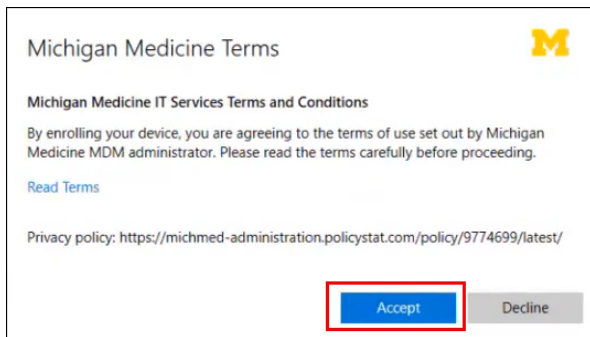 Michigan Medicine Terms
M
Michigan Medicine IT Services Terms and Conditions
By enrolling your device, you are agreeing to the terms of use set out by Michigan
Medicine MDM administrator. Please read the terms carefully before proceeding.
Read Terms
Privacy policy: https://michmed-administration.policystat.com/policy/9774699/latest/
Accept
Decline